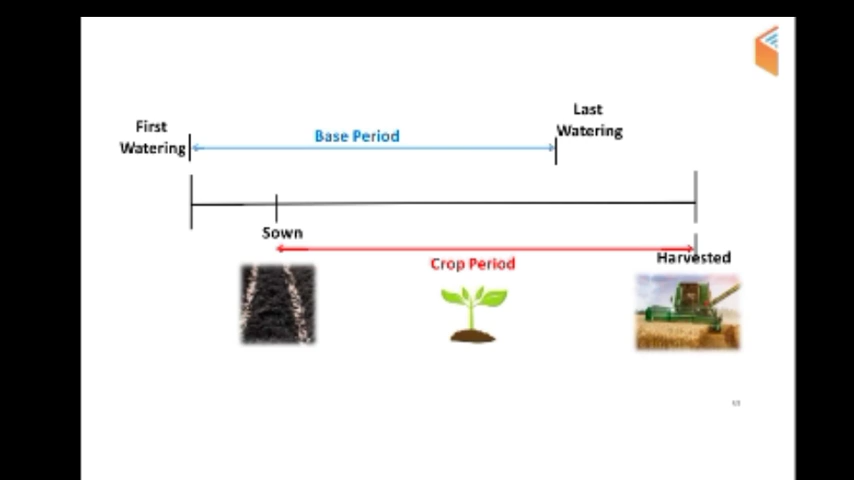 First
Watering
Base Period
Last
Watering
Sown
Crop Period
Harvested